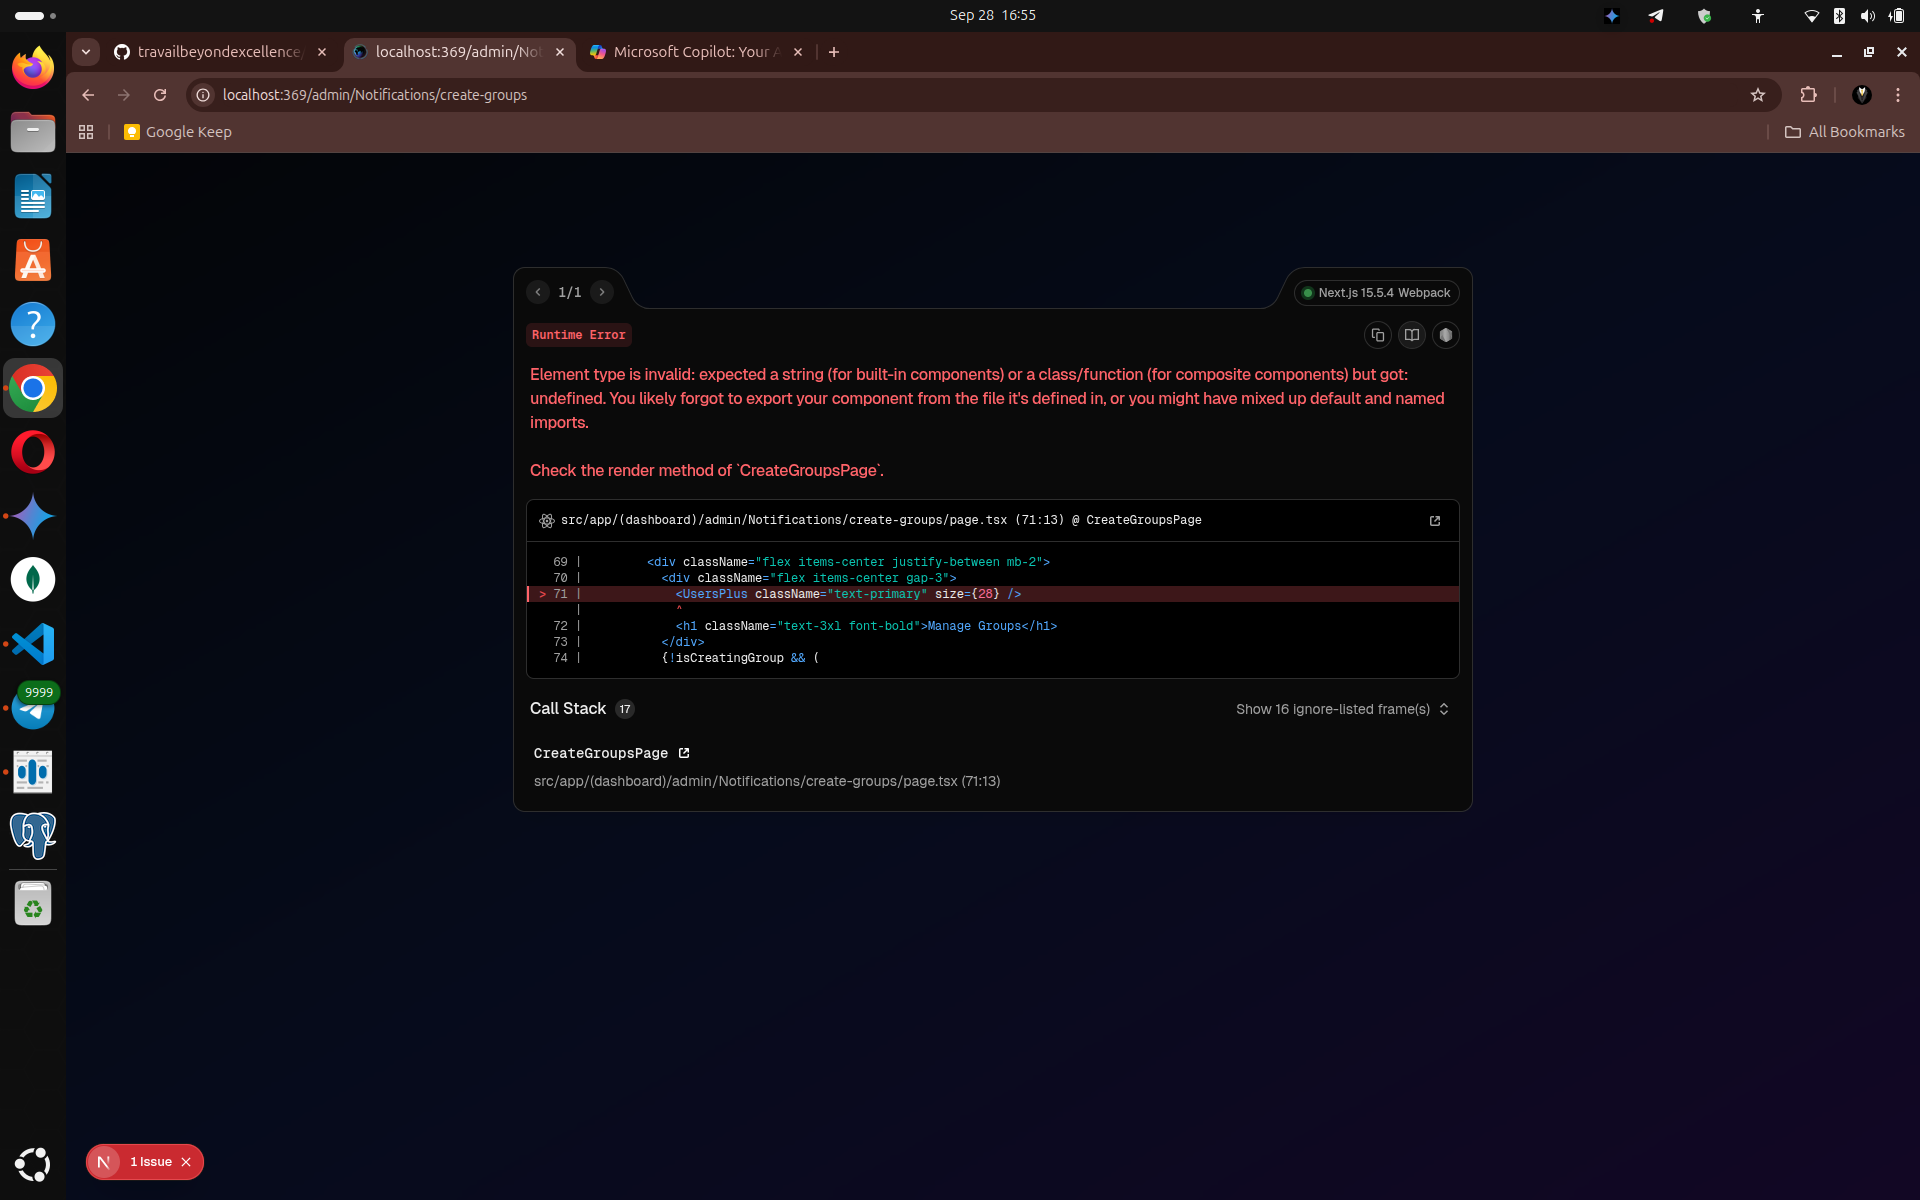 Sep 28 16:55
travailbeyondexcellence
localhost:369/admin/Not
Microsoft Copilot: Your A
localhost:369/admin/Notifications/create-groups
Google Keep
All Bookmarks
1/1
Next.js 15.5.4 Webpack
Runtime Error
Element type is invalid: expected a string (for built-in components) or a class/function (for composite components) but got:
undefined. You likely forgot to export your component from the file it's defined in, or you might have mixed up default and named
imports.
Check the render method of `CreateGroupsPage`.
src/app/(dashboard)/admin/Notifications/create-groups/page.tsx (71:13) @ CreateGroupsPage
69 | <div className="flex items-center justify-between mb-2">
70 | <div className="flex items-center gap-3">
> 71 | <UsersPlus className="text-primary" size={28} />
| ^
72 | <h1 className="text-3xl font-bold">Manage Groups</h1>
73 | </div>
74 | {!isCreatingGroup && (
Call Stack 17
Show 16 ignore-listed frame(s)
CreateGroupsPage
src/app/(dashboard)/admin/Notifications/create-groups/page.tsx (71:13)
9999
N 1 Issue